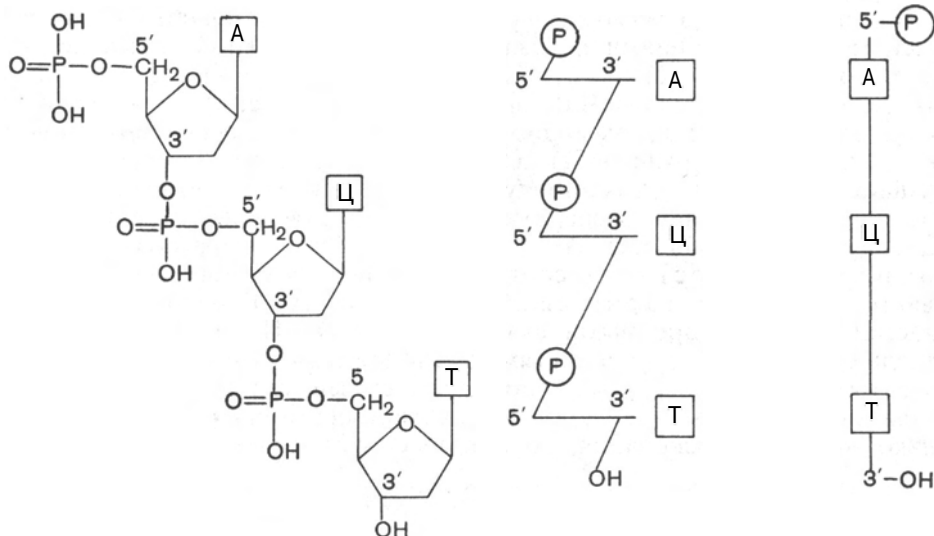 OH
O=P-O-CH₂
OH
5′
А
O
3′
O
O=P-O-CH₂
OH
5′
Ц
O
3′
O
O=P-O-CH₂
OH
5
Т
O
3′
OH
P
5′ 3′ А
P
5′ 3′ Ц
P
5′ 3′ Т
OH
5′-P
А
Ц
Т
3′-OH